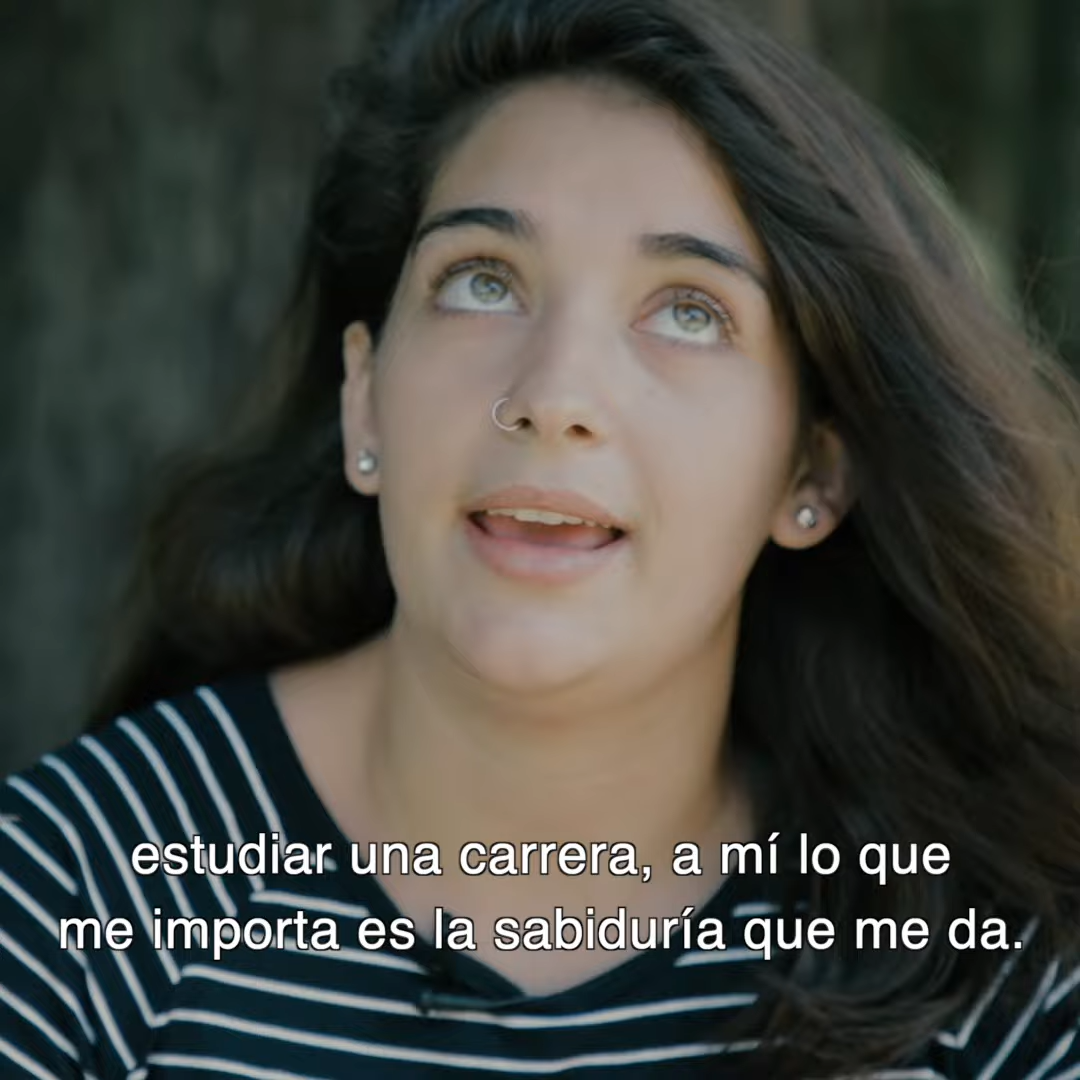 estudiar una carrera, a mí lo que
me importa es la sabiduría que me da.